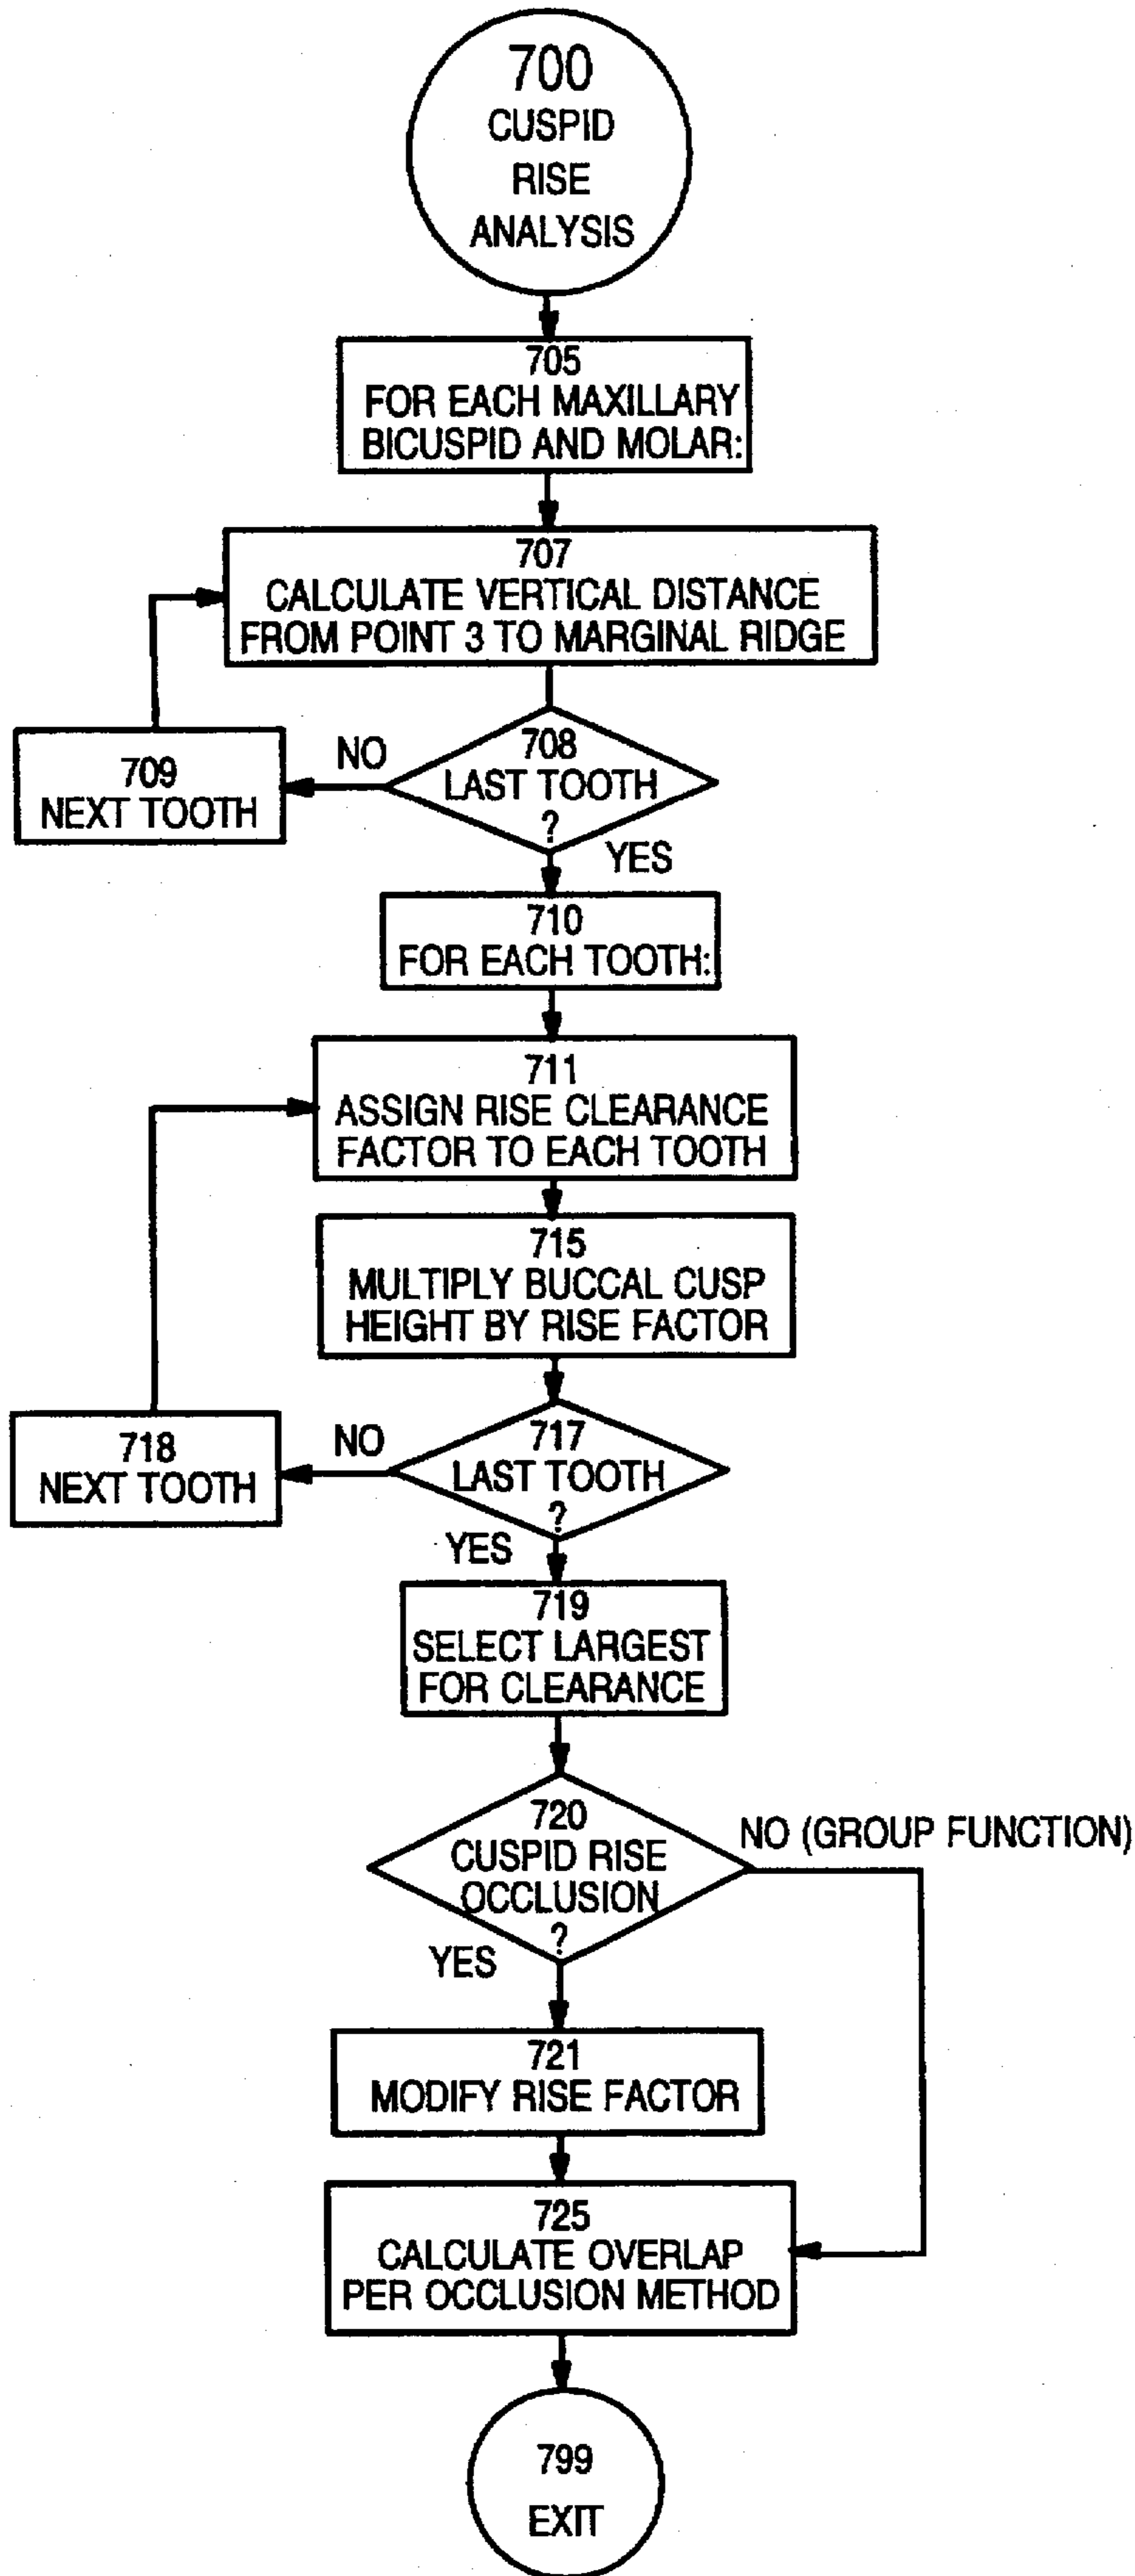 700
CUSPID
RISE
ANALYSIS
705
FOR EACH MAXILLARY
BICUSPID AND MOLAR:
707
CALCULATE VERTICAL DISTANCE
FROM POINT 3 TO MARGINAL RIDGE
708
LAST TOOTH
?
NO
709
NEXT TOOTH
YES
710
FOR EACH TOOTH:
711
ASSIGN RISE CLEARANCE
FACTOR TO EACH TOOTH
715
MULTIPLY BUCCAL CUSP
HEIGHT BY RISE FACTOR
717
LAST TOOTH
?
NO
718
NEXT TOOTH
YES
719
SELECT LARGEST
FOR CLEARANCE
720
CUSPID RISE
OCCLUSION
?
NO (GROUP FUNCTION)
YES
721
MODIFY RISE FACTOR
725
CALCULATE OVERLAP
PER OCCLUSION METHOD
799
EXIT